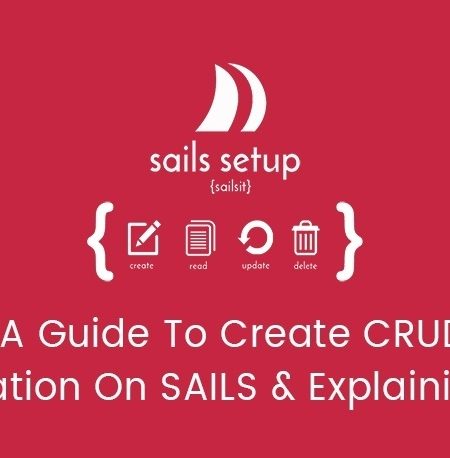 sails setup
{sailsit}
{ create read update delete }
A Guide To Create CRUD
ation On SAILS & Explaini